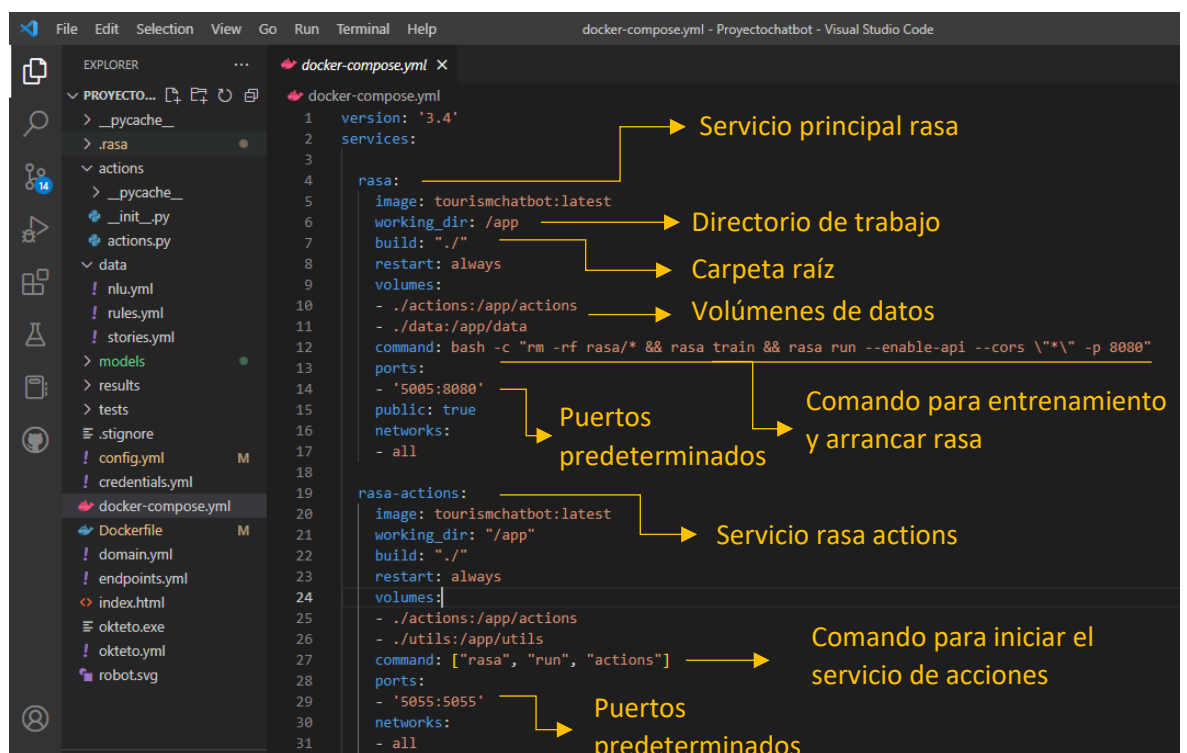 File Edit Selection View Go Run Terminal Help docker-compose.yml - Proyectochatbot - Visual Studio Code
EXPLORER ...
PROYECTO...
__pycache__
.rasa
actions
__pycache__
__init__.py
actions.py
data
nlu.yml
rules.yml
stories.yml
models
results
tests
.stignore
config.yml M
credentials.yml
docker-compose.yml
Dockerfile M
domain.yml
endpoints.yml
index.html
okteto.exe
okteto.yml
robot.svg
14
docker-compose.yml
docker-compose.yml
1 version: '3.4'
2 services:
3
4 rasa:
5 image: tourismchatbot:latest
6 working_dir: /app
7 build: "./"
8 restart: always
9 volumes:
10 - ./actions:/app/actions
11 - ./data:/app/data
12 command: bash -c "rm -rf rasa/* && rasa train && rasa run --enable-api --cors \"*\" -p 8080"
13 ports:
14 - '5005:8080'
15 public: true
16 networks:
17 - all
18
19 rasa-actions:
20 image: tourismchatbot:latest
21 working_dir: "/app"
22 build: "./"
23 restart: always
24 volumes:
25 - ./actions:/app/actions
26 - ./utils:/app/utils
27 command: ["rasa", "run", "actions"]
28 ports:
29 - '5055:5055'
30 networks:
31 - all
Servicio principal rasa
Directorio de trabajo
Carpeta raíz
Volúmenes de datos
Comando para entrenamiento
y arrancar rasa
Puertos
predeterminados
Servicio rasa actions
Comando para iniciar el
servicio de acciones
Puertos
predeterminados